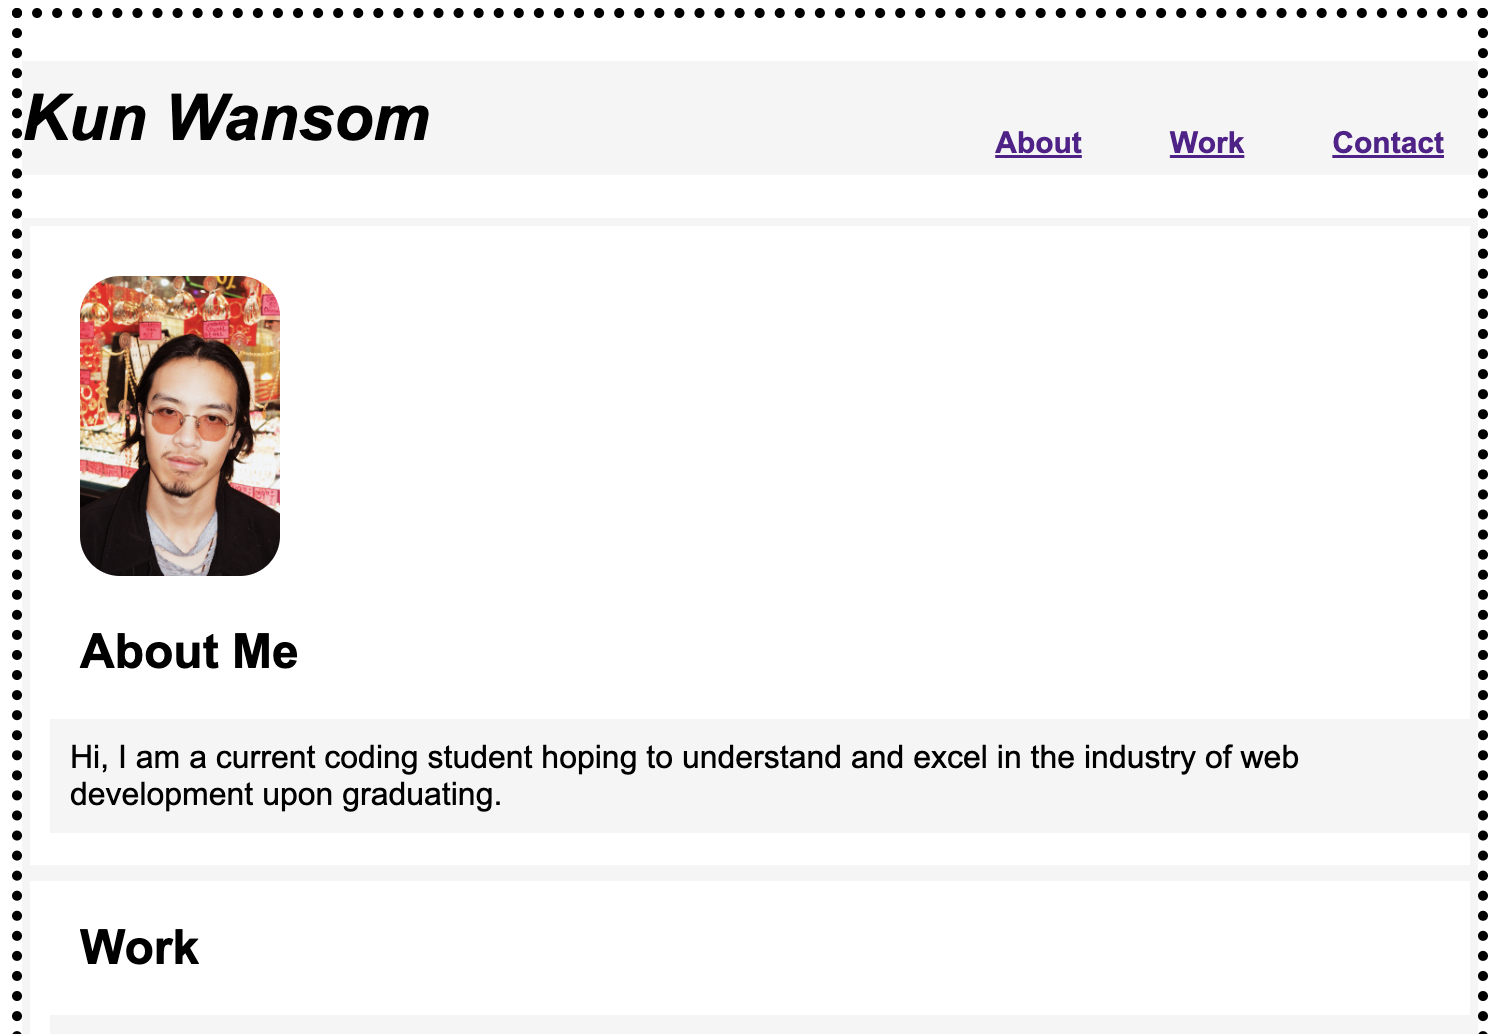 Kun Wansom
About Work Contact
About Me
Hi, I am a current coding student hoping to understand and excel in the industry of web
development upon graduating.
Work